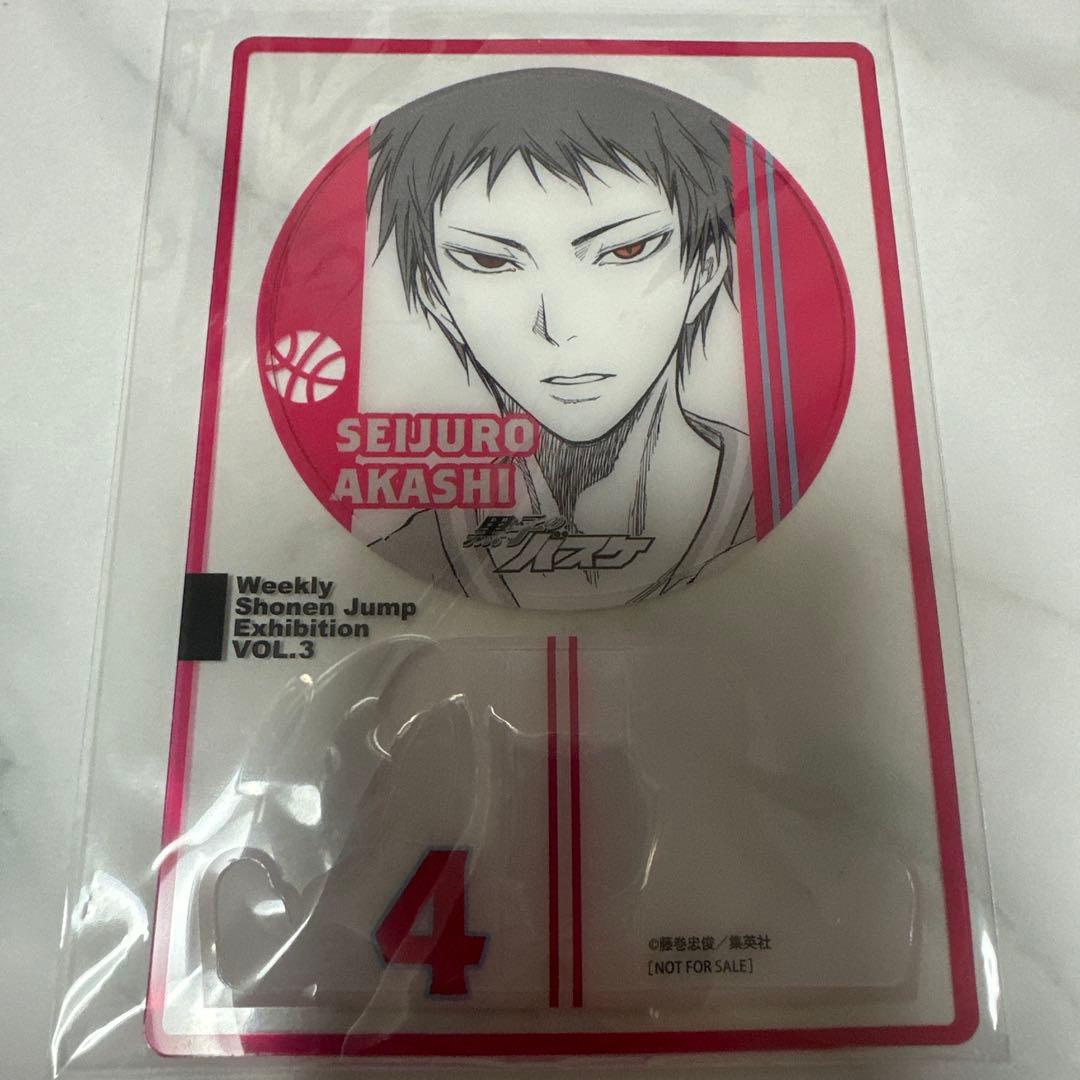 SEIJURO
AKASHI
黒子の
バスケ
Weekly
Shonen Jump
Exhibition
VOL.3
4
©藤巻忠俊／集英社
[NOT FOR SALE]